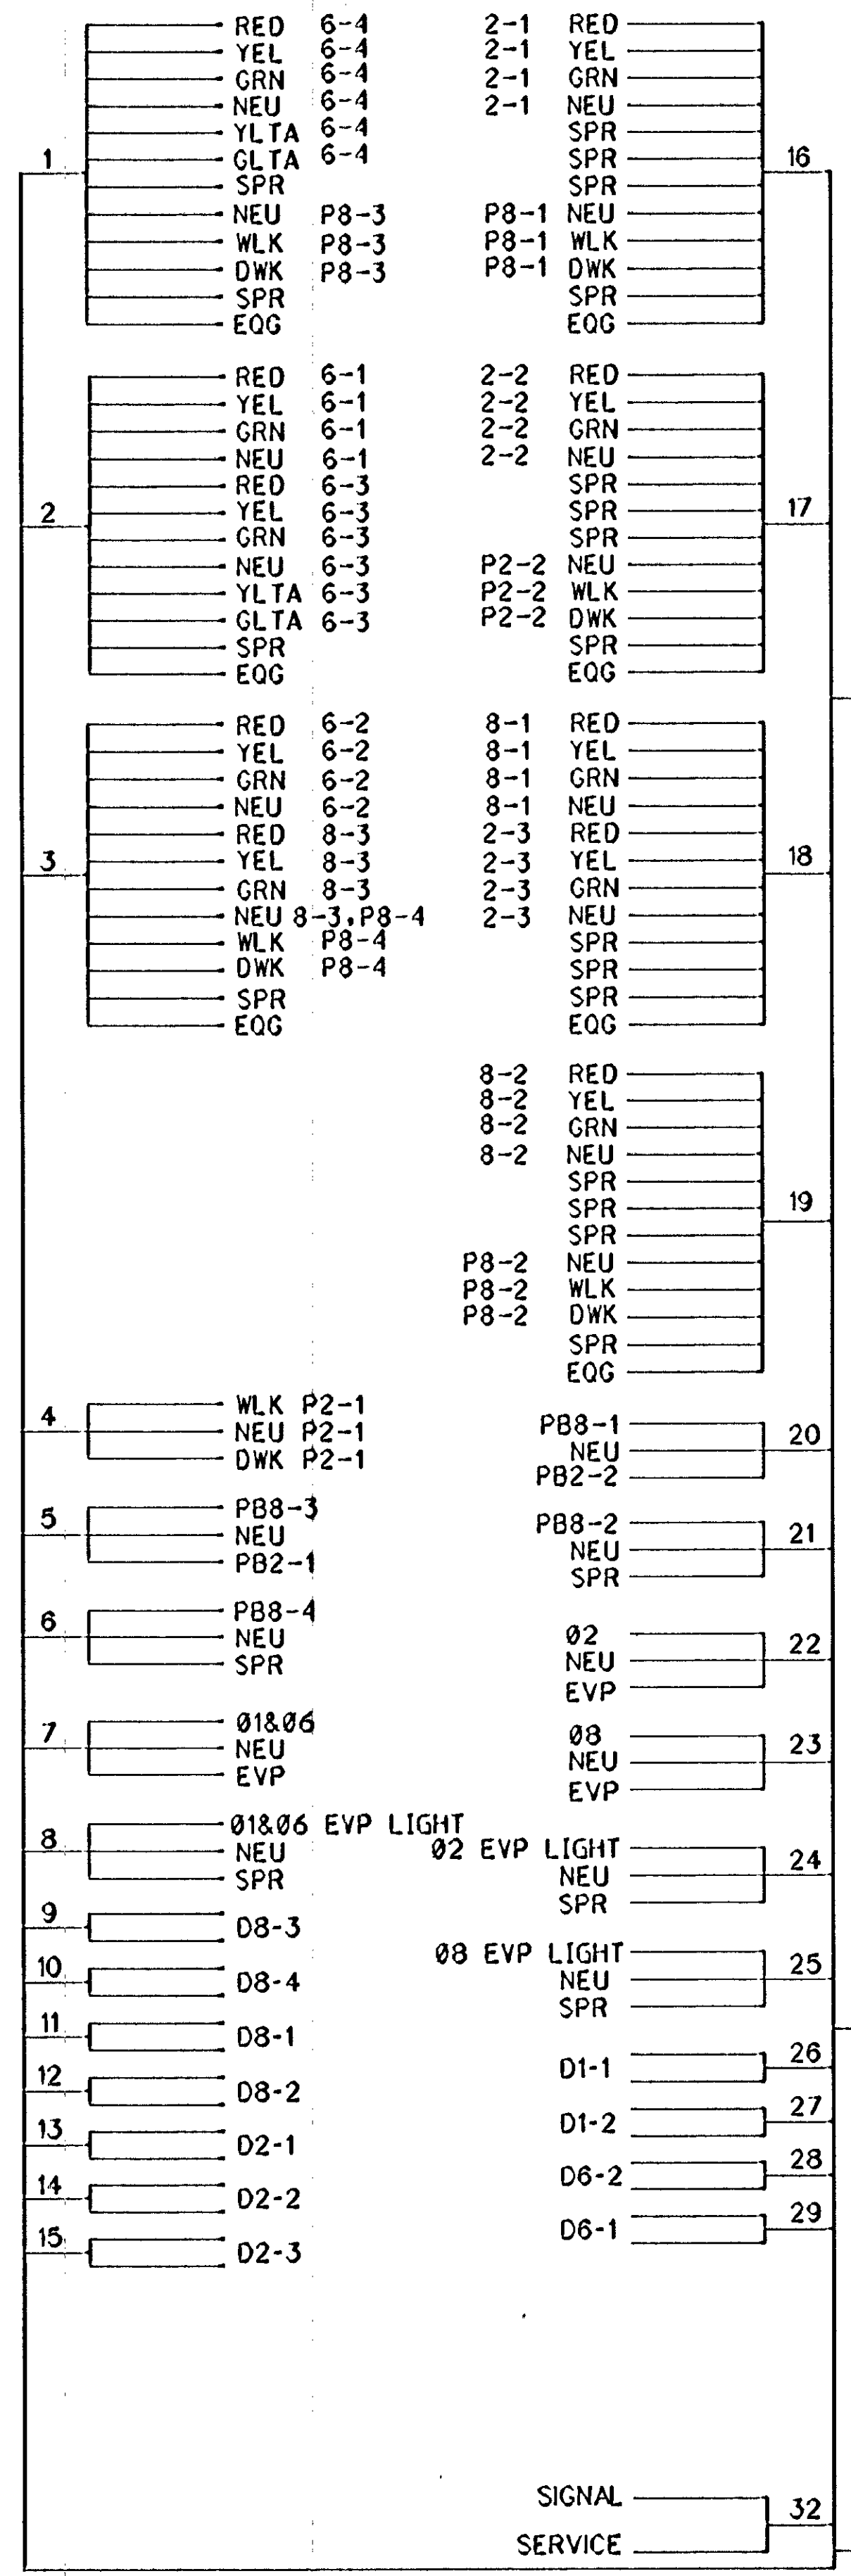 1
RED 6-4
YEL 6-4
GRN 6-4
NEU 6-4
YLTA 6-4
GLTA 6-4
SPR
NEU P8-3
WLK P8-3
DWK P8-3
SPR
EQG
2
RED 6-1
YEL 6-1
GRN 6-1
NEU 6-1
RED 6-3
YEL 6-3
GRN 6-3
NEU 6-3
YLTA 6-3
GLTA 6-3
SPR
EQG
3
RED 6-2
YEL 6-2
GRN 6-2
NEU 6-2
RED 8-3
YEL 8-3
GRN 8-3
NEU 8-3,P8-4
WLK P8-4
DWK P8-4
SPR
EQG
4
WLK P2-1
NEU P2-1
DWK P2-1
5
PB8-3
NEU
PB2-1
6
PB8-4
NEU
SPR
7
Ø1&Ø6
NEU
EVP
8
Ø1&Ø6 EVP LIGHT
NEU
SPR
9
D8-3
10
D8-4
11
D8-1
12
D8-2
13
D2-1
14
D2-2
15
D2-3
2-1 RED
2-1 YEL
2-1 GRN
2-1 NEU
SPR
SPR
SPR
P8-1 NEU
P8-1 WLK
P8-1 DWK
SPR
EQG
16
2-2 RED
2-2 YEL
2-2 GRN
2-2 NEU
SPR
SPR
SPR
P2-2 NEU
P2-2 WLK
P2-2 DWK
SPR
EQG
17
8-1 RED
8-1 YEL
8-1 GRN
8-1 NEU
2-3 RED
2-3 YEL
2-3 GRN
2-3 NEU
SPR
SPR
SPR
EQG
18
8-2 RED
8-2 YEL
8-2 GRN
8-2 NEU
SPR
SPR
SPR
P8-2 NEU
P8-2 WLK
P8-2 DWK
SPR
EQG
19
PB8-1
NEU
PB2-2
20
PB8-2
NEU
SPR
21
Ø2
NEU
EVP
22
Ø8
NEU
EVP
23
Ø2 EVP LIGHT
NEU
SPR
24
Ø8 EVP LIGHT
NEU
SPR
25
D1-1
26
D1-2
27
D6-2
28
D6-1
29
SIGNAL
SERVICE
32